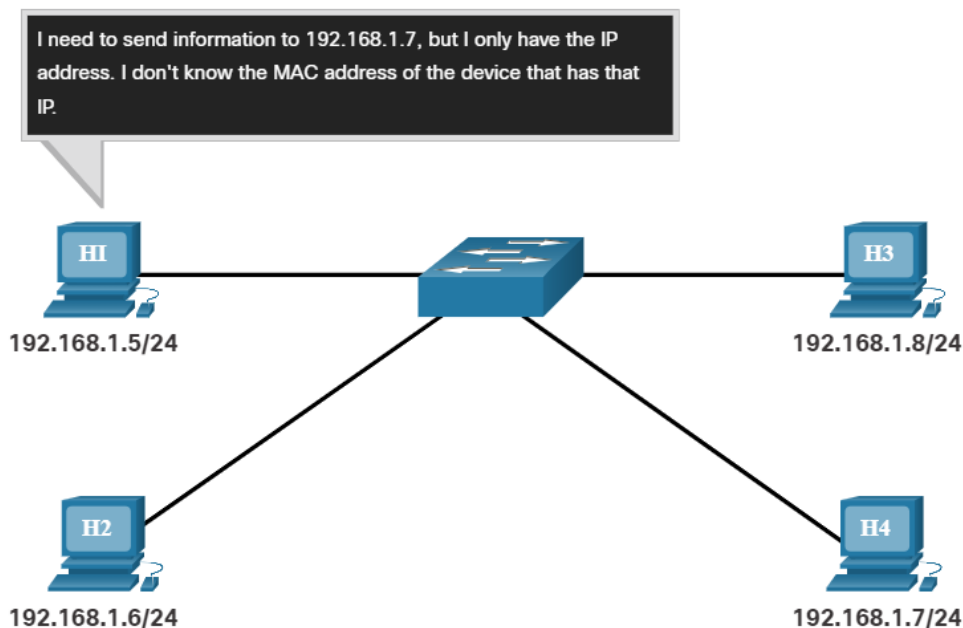 I need to send information to 192.168.1.7, but I only have the IP
address. I don't know the MAC address of the device that has that
IP.
H1
H3
192.168.1.5/24
192.168.1.8/24
H2
H4
192.168.1.6/24
192.168.1.7/24